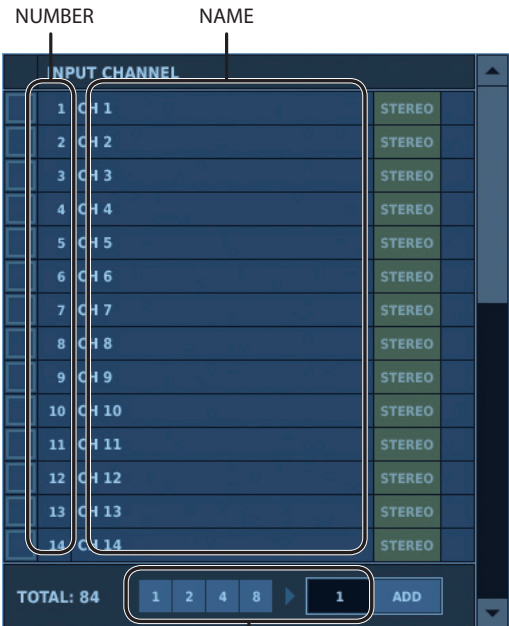 NUMBER NAME
INPUT CHANNEL
1 CH 1 STEREO
2 CH 2 STEREO
3 CH 3 STEREO
4 CH 4 STEREO
5 CH 5 STEREO
6 CH 6 STEREO
7 CH 7 STEREO
8 CH 8 STEREO
9 CH 9 STEREO
10 CH 10 STEREO
11 CH 11 STEREO
12 CH 12 STEREO
13 CH 13 STEREO
14 CH 14 STEREO
TOTAL: 84 1 2 4 8 1 ADD